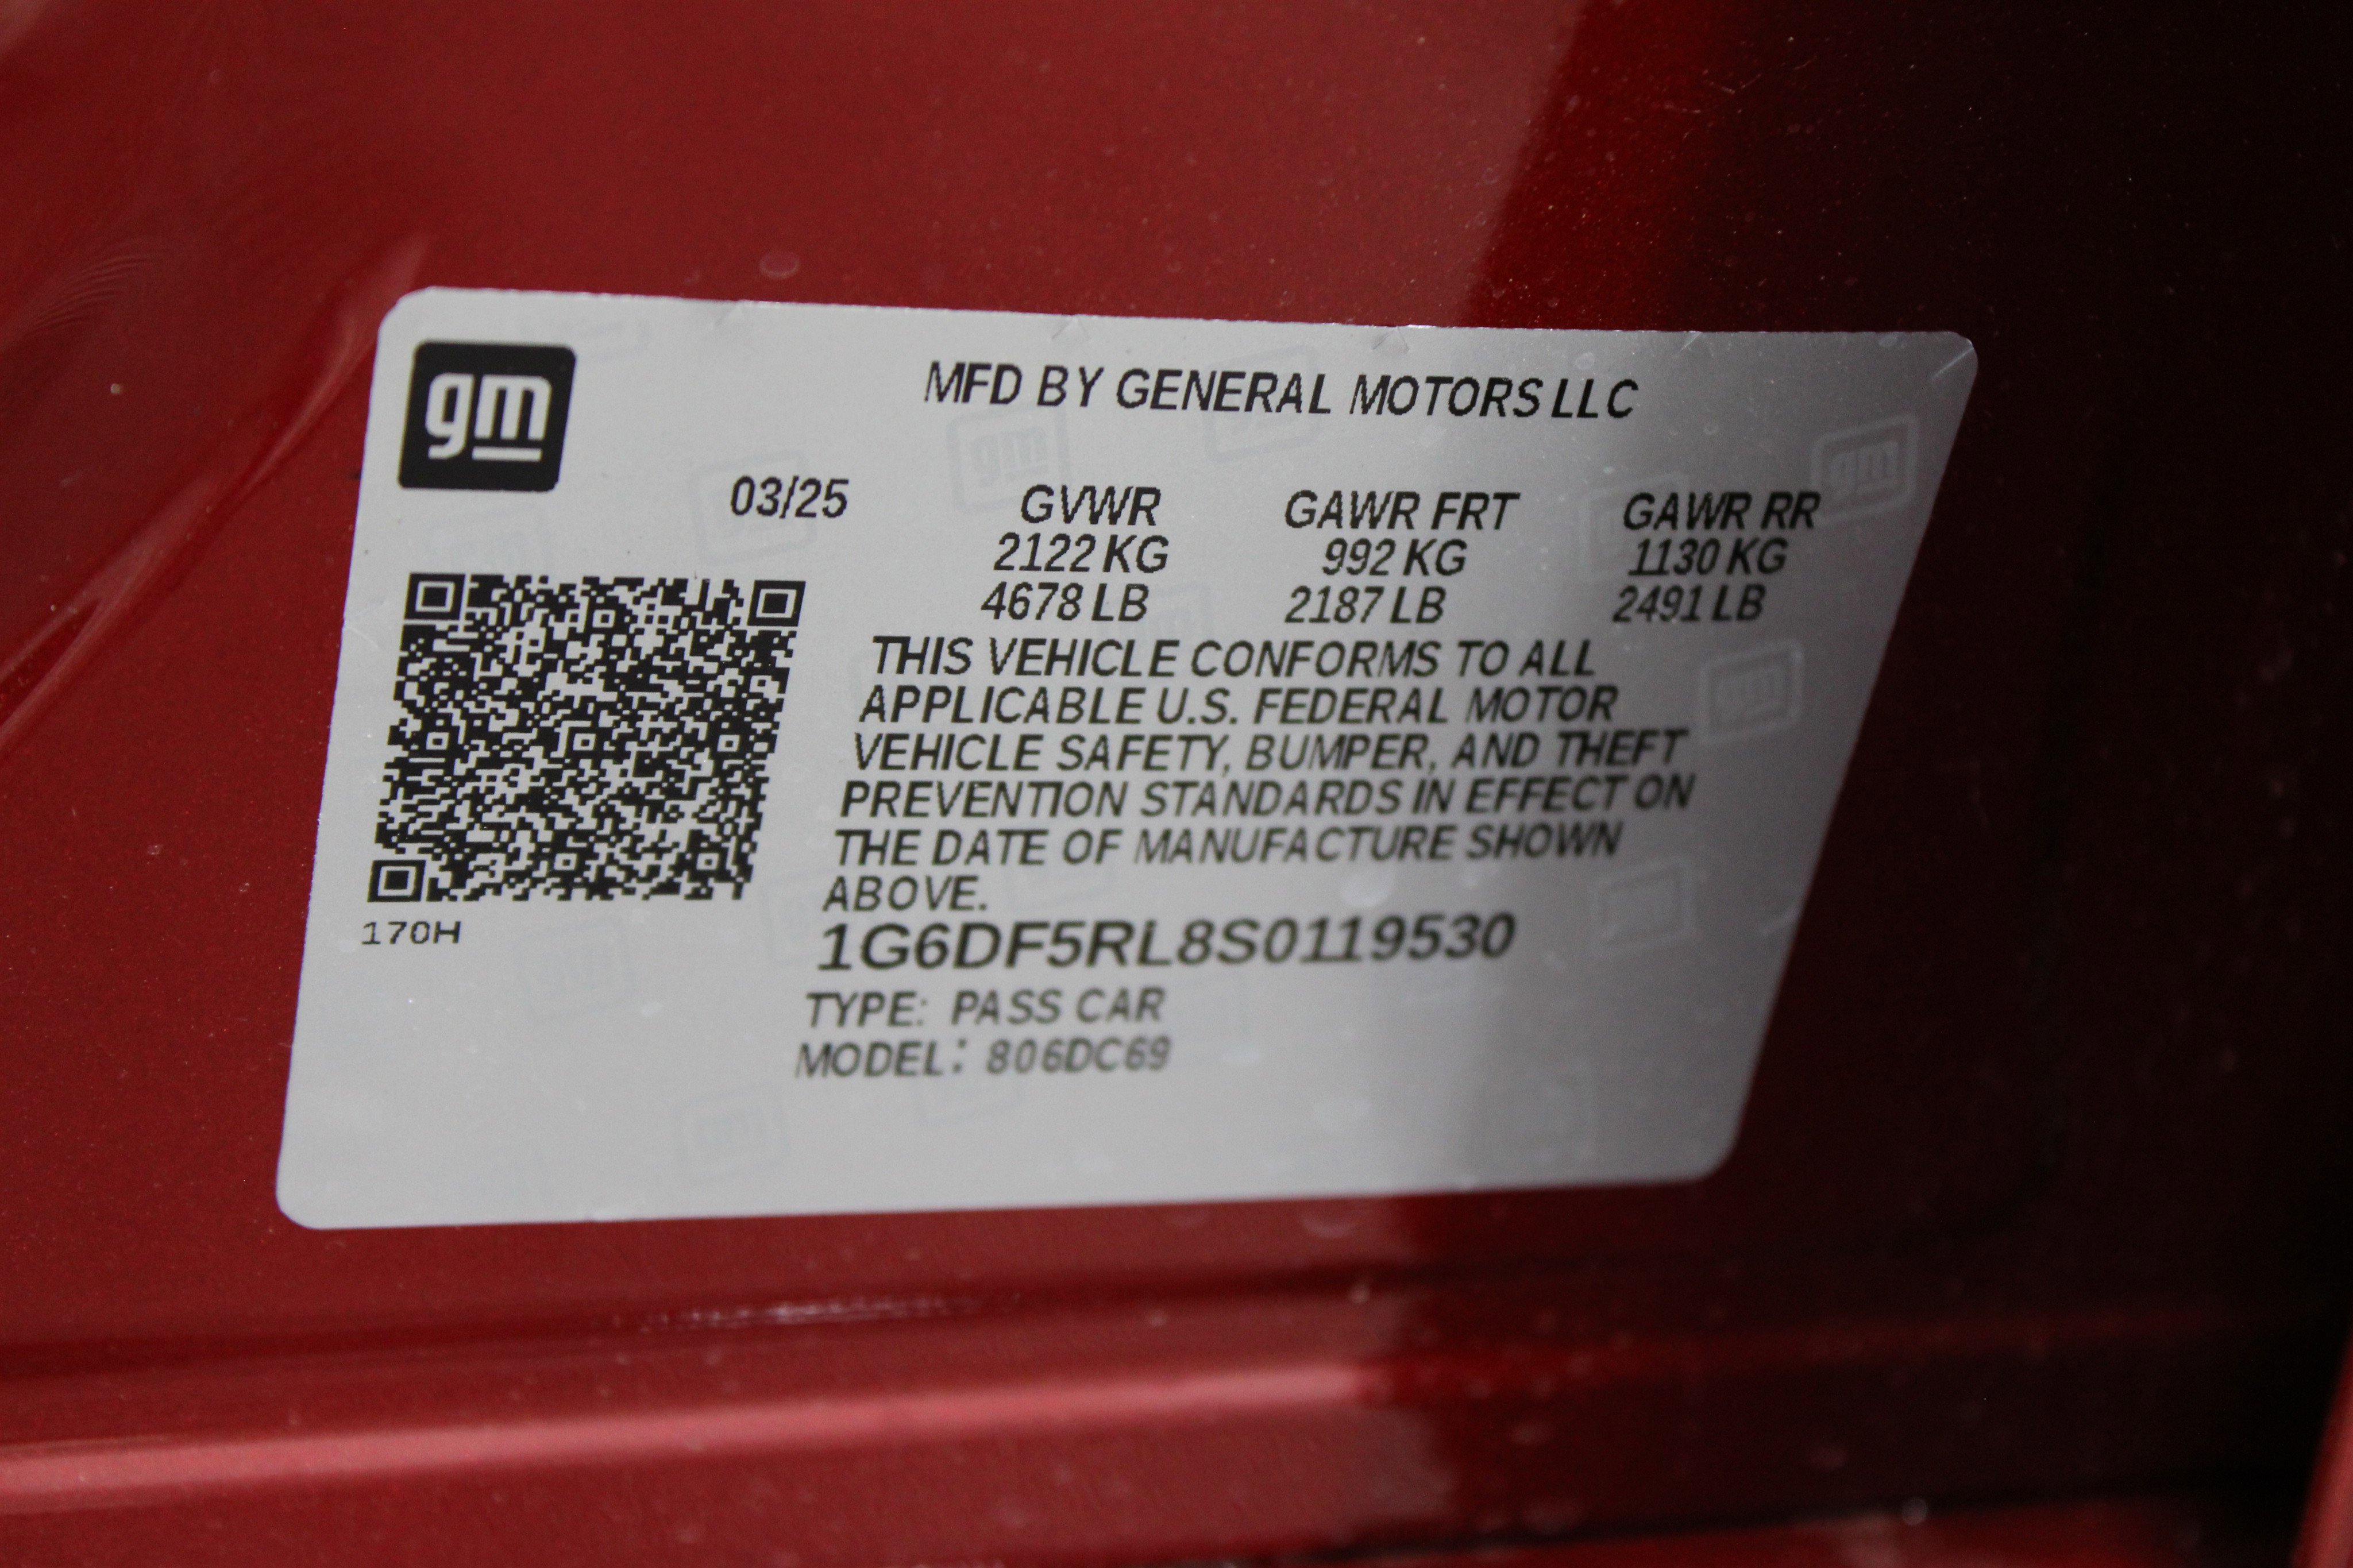 gm
MFD BY GENERAL MOTORS LLC
03/25 GVWR GAWR FRT GAWR RR
2122 KG 992 KG 1130 KG
4678 LB 2187 LB 2491 LB
THIS VEHICLE CONFORMS TO ALL
APPLICABLE U.S. FEDERAL MOTOR
VEHICLE SAFETY, BUMPER, AND THEFT
PREVENTION STANDARDS IN EFFECT ON
THE DATE OF MANUFACTURE SHOWN
ABOVE.
170H
1G6DF5RL8S0119530
TYPE: PASS CAR
MODEL: 806DC69